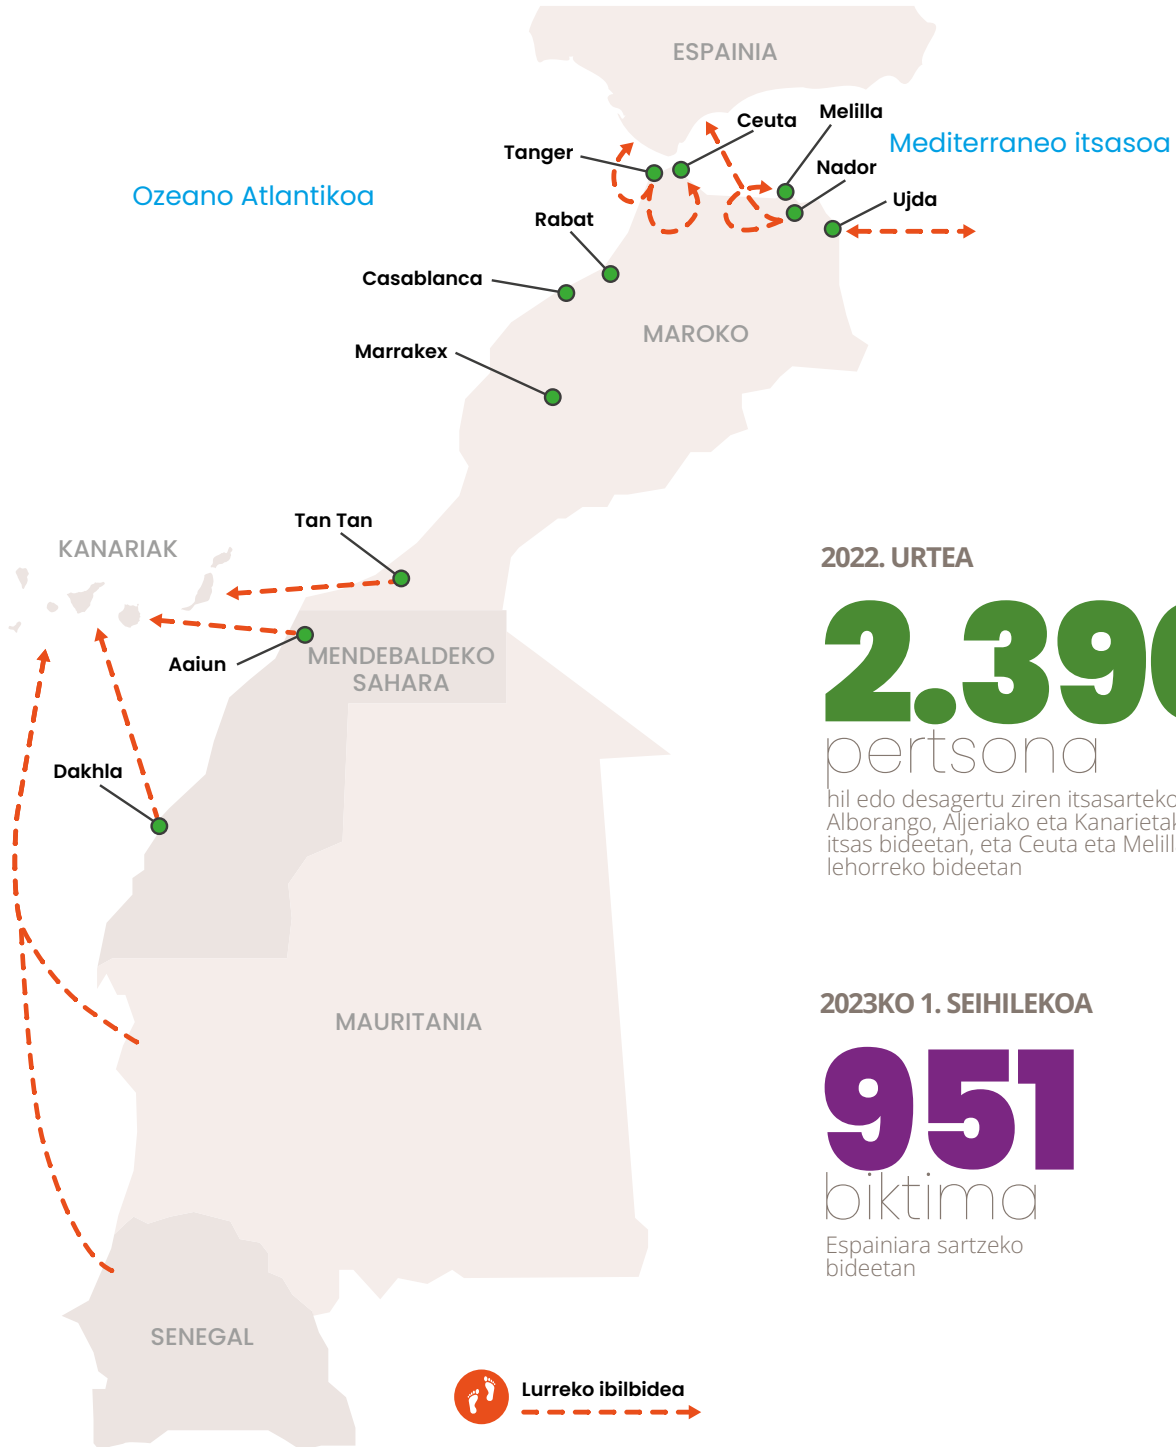 ESPAINIA
Ceuta
Melilla
Mediterraneo itsasoa
Tanger
Nador
Ozeano Atlantikoa
Ujda
Rabat
Casablanca
MAROKO
Marrakex
Tan Tan
KANARIAK
Aaiun
MENDEBALDEKO
SAHARA
Dakhla
MAURITANIA
SENEGAL
2022. URTEA
pertsona
hil edo desagertu ziren itsasarteko
Alborango, Aljeriako eta Kanarietak
itsas bideetan, eta Ceuta eta Melill
lehorreko bideetan
2023KO 1. SEIHILEKOA
951
biktima
Espainiara sartzeko
bideetan
Lurreko ibilbidea